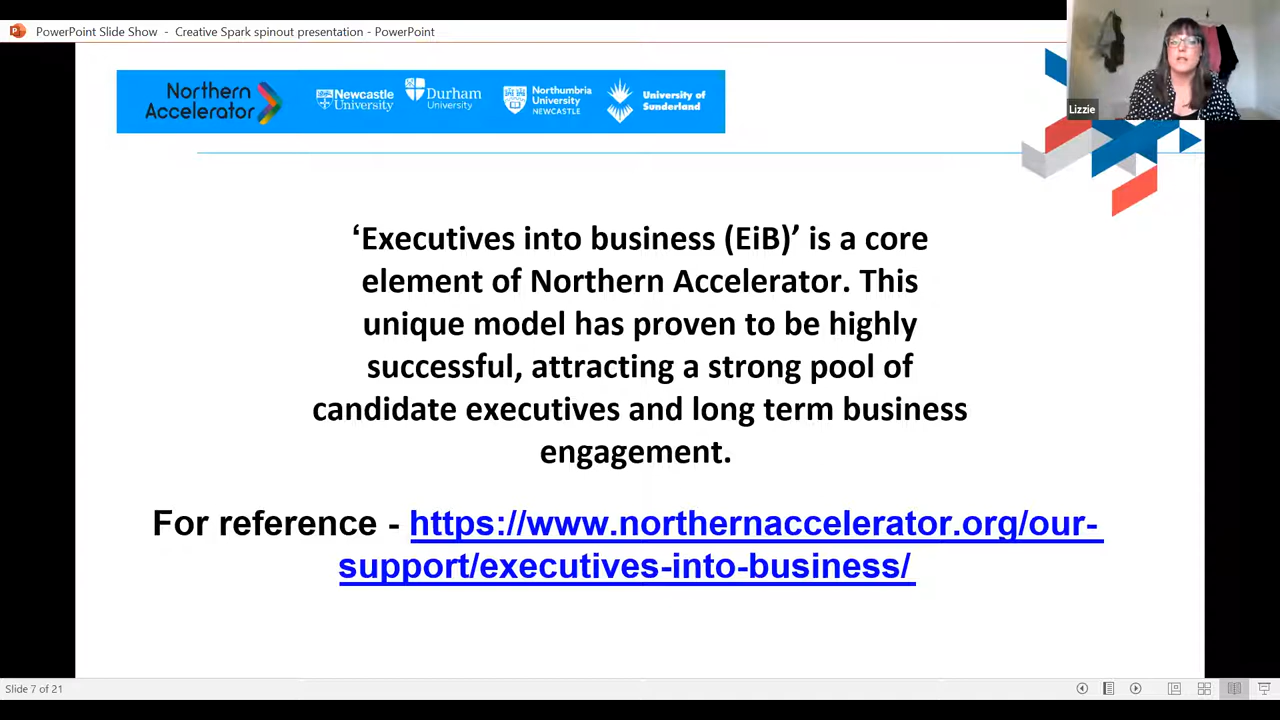 PowerPoint Slide Show - Creative Spark spinout presentation - PowerPoint
Northern
Accelerator
Newcastle
University
Durham
University
Northumbria
University
NEWCASTLE
University of
Sunderland
Lizzie
‘Executives into business (EiB)’ is a core
element of Northern Accelerator. This
unique model has proven to be highly
successful, attracting a strong pool of
candidate executives and long term business
engagement.
For reference - https://www.northernaccelerator.org/our-
support/executives-into-business/
Slide 7 of 21